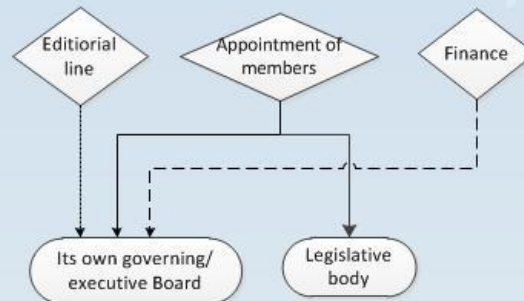 Editiorial
line
Appointment of
members
Finance
Its own governing/
executive Board
Legislative
body